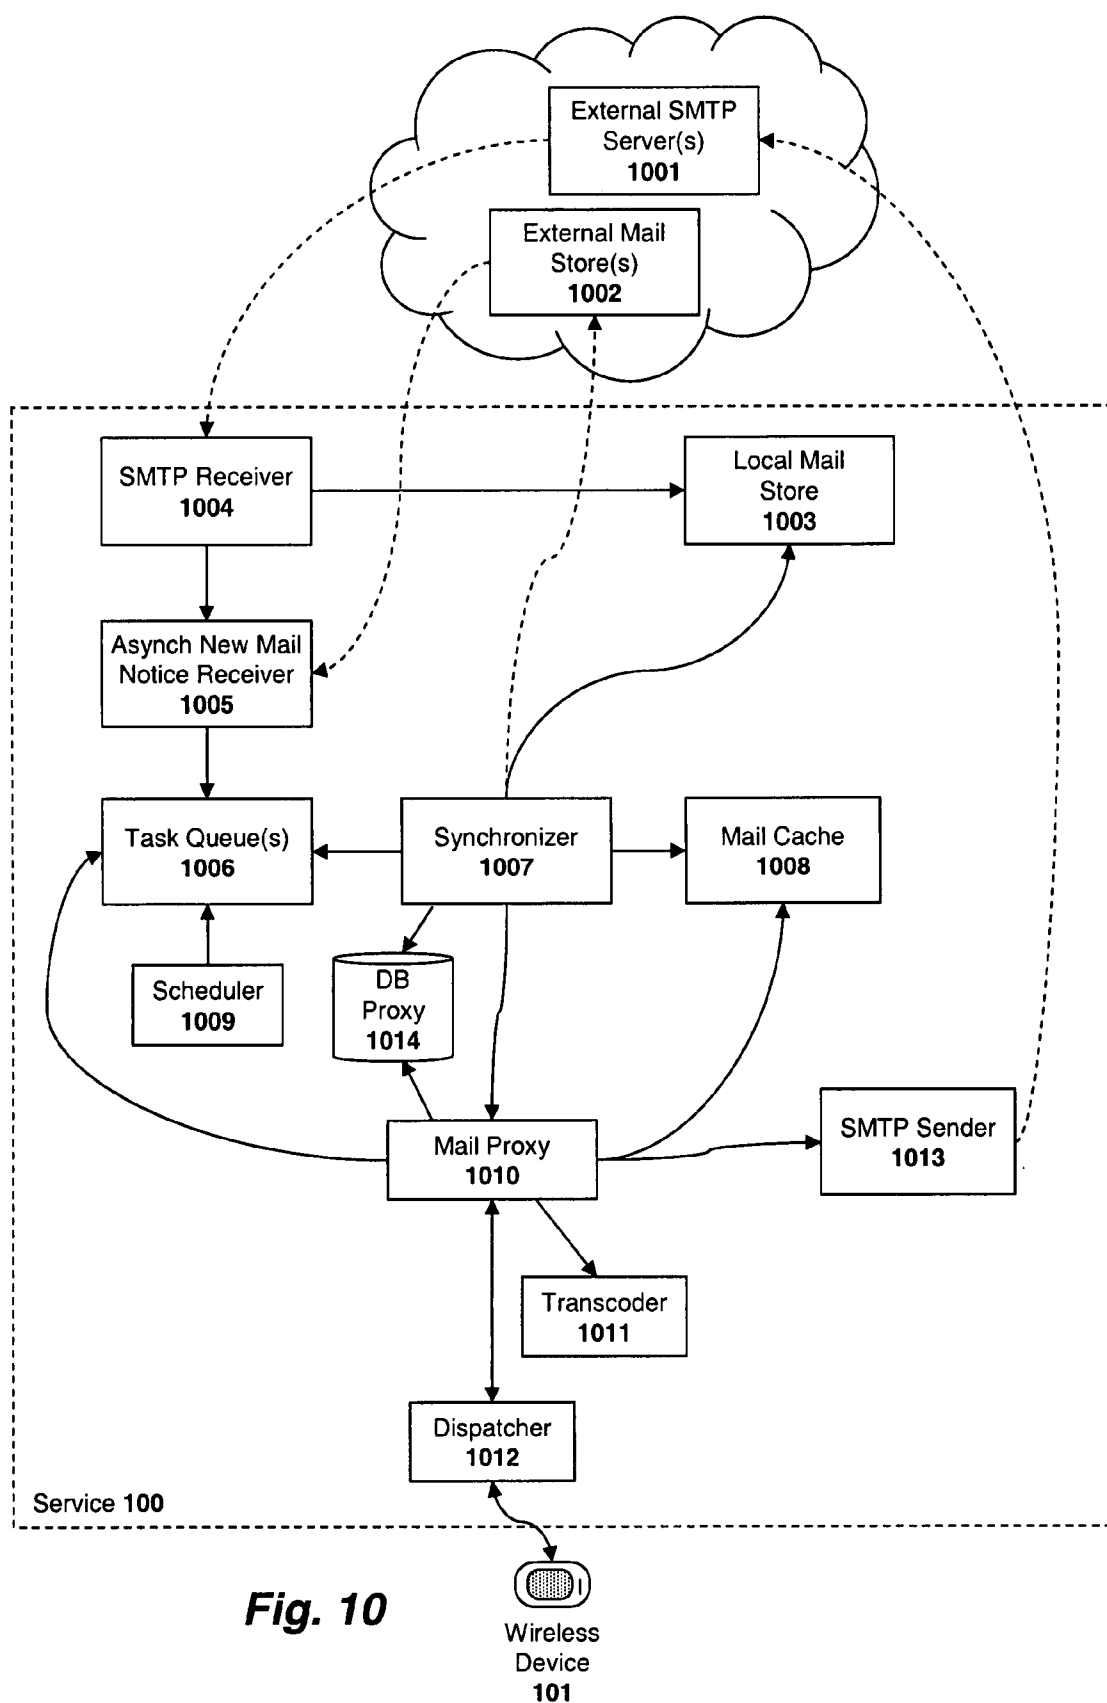 External SMTP
Server(s)
1001
External Mail
Store(s)
1002
SMTP Receiver
1004
Local Mail
Store
1003
Asynch New Mail
Notice Receiver
1005
Task Queue(s)
1006
Synchronizer
1007
Mail Cache
1008
Scheduler
1009
DB
Proxy
1014
Mail Proxy
1010
SMTP Sender
1013
Transcoder
1011
Dispatcher
1012
Service 100
Fig. 10
Wireless
Device
101